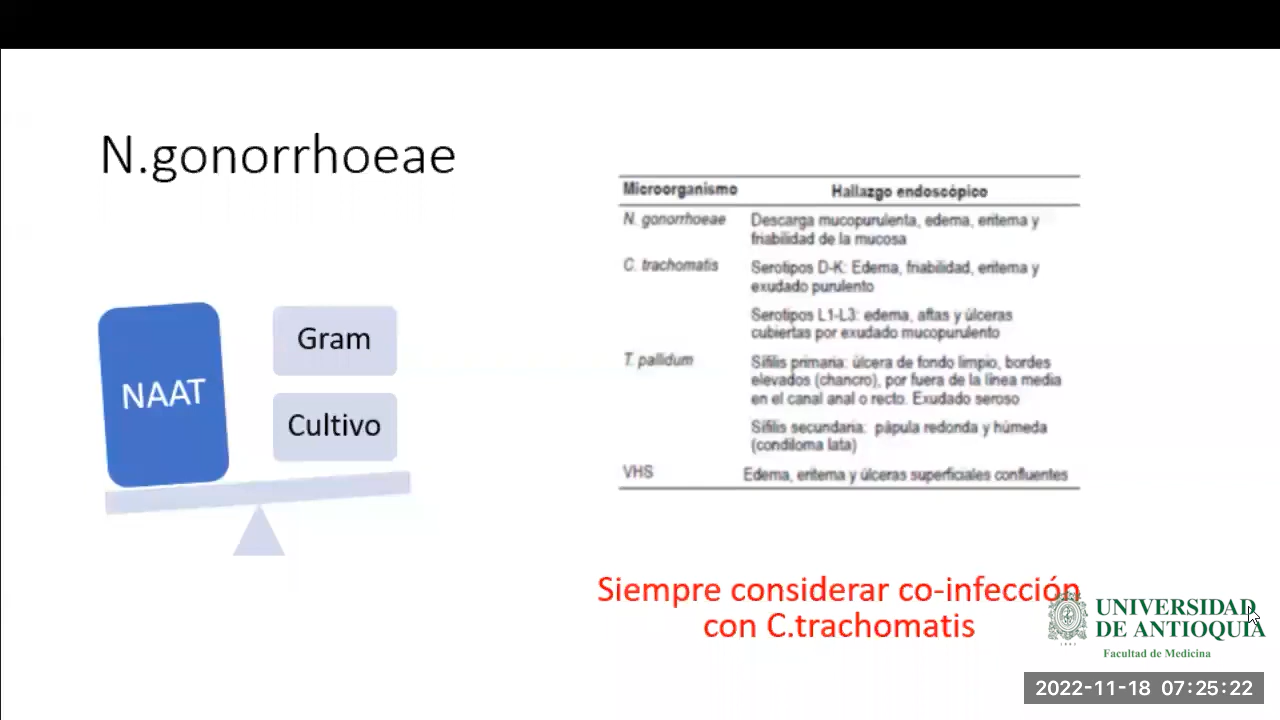 N.gonorrhoeae
NAAT
Gram
Cultivo
Microorganismo Hallazgo endoscópico
N. gonorrhoeae Descarga mucopurulenta, edema, eritema y
friabilidad de la mucosa
C. trachomatis Serotipos D-K: Edema, friabilidad, eritema y
exudado purulento
Serotipos L1-L3: edema, aftas y úlceras
cubiertas por exudado mucopurulento
T. pallidum Sífilis primaria: úlcera de fondo limpio, bordes
elevados (chancro), por fuera de la línea media
en el canal anal o recto. Exudado seroso
Sífilis secundaria: pápula redonda y húmeda
(condiloma lata)
VHS Edema, eritema y úlceras superficiales confluentes
Siempre considerar co-infección
con C.trachomatis
UNIVERSIDAD
DE ANTIOQUIA
Facultad de Medicina
2022-11-18 07:25:22